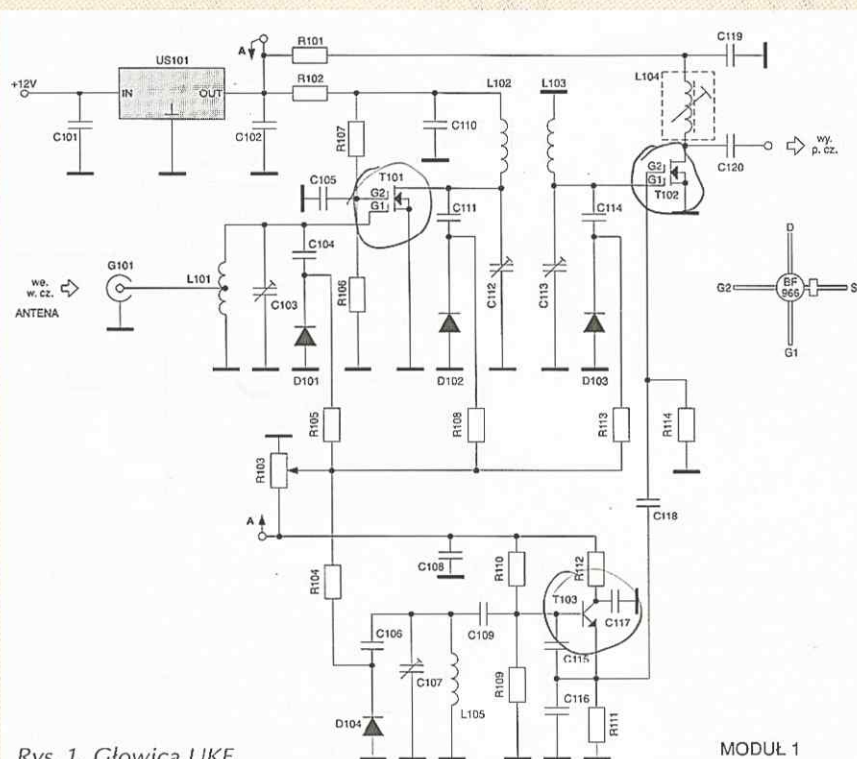 A
R101
C119
US101
+12V
IN
OUT
R102
L102
L103
L104
C101
C102
R107
C110
C105
T101
G2
G1
C111
C114
G2
G1
T102
C120
wy.
p. cz.
we.
w. cz.
ANTENA
G101
L101
C103
C104
R106
C112
C113
D
G2
BF
966
S
G1
D101
D102
D103
R105
R108
R113
R114
R103
A
C118
R104
C108
R110
R112
T103
C117
C106
C109
C107
C115
R109
C116
L105
R111
D104
Rys. 1. Głowica UKF
MODUŁ 1